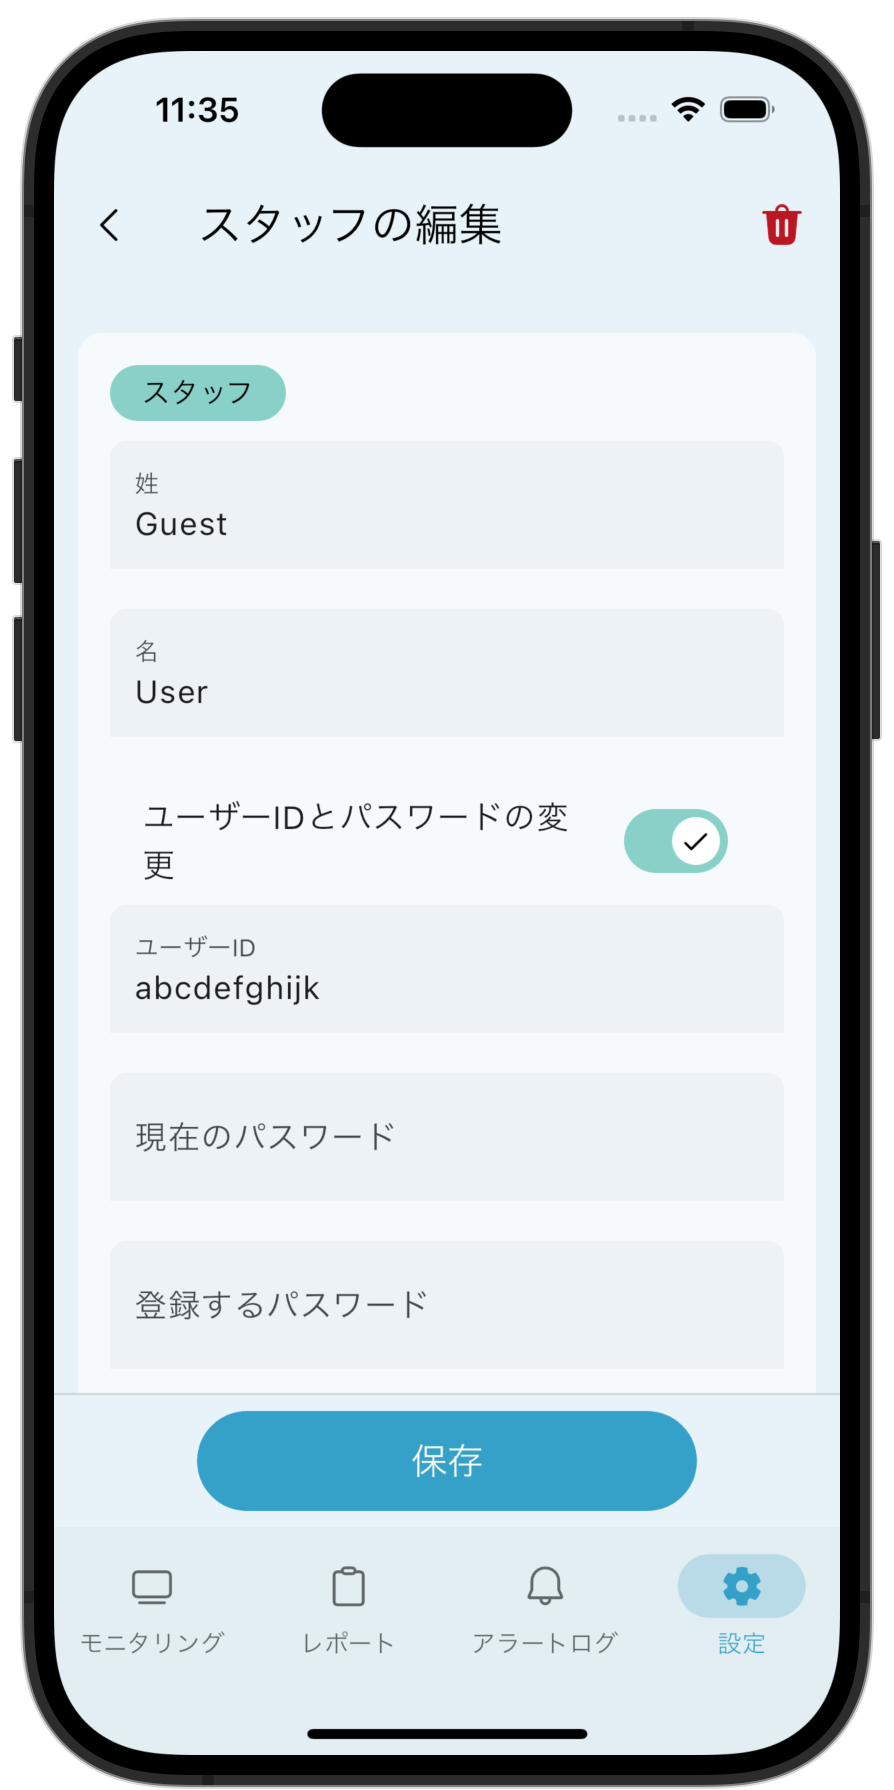 11:35
スタッフの編集
スタッフ
姓
Guest
名
User
ユーザーIDとパスワードの変
更
ユーザーID
abcdefghijk
現在のパスワード
登録するパスワード
保存
モニタリング
レポート
アラートログ
設定